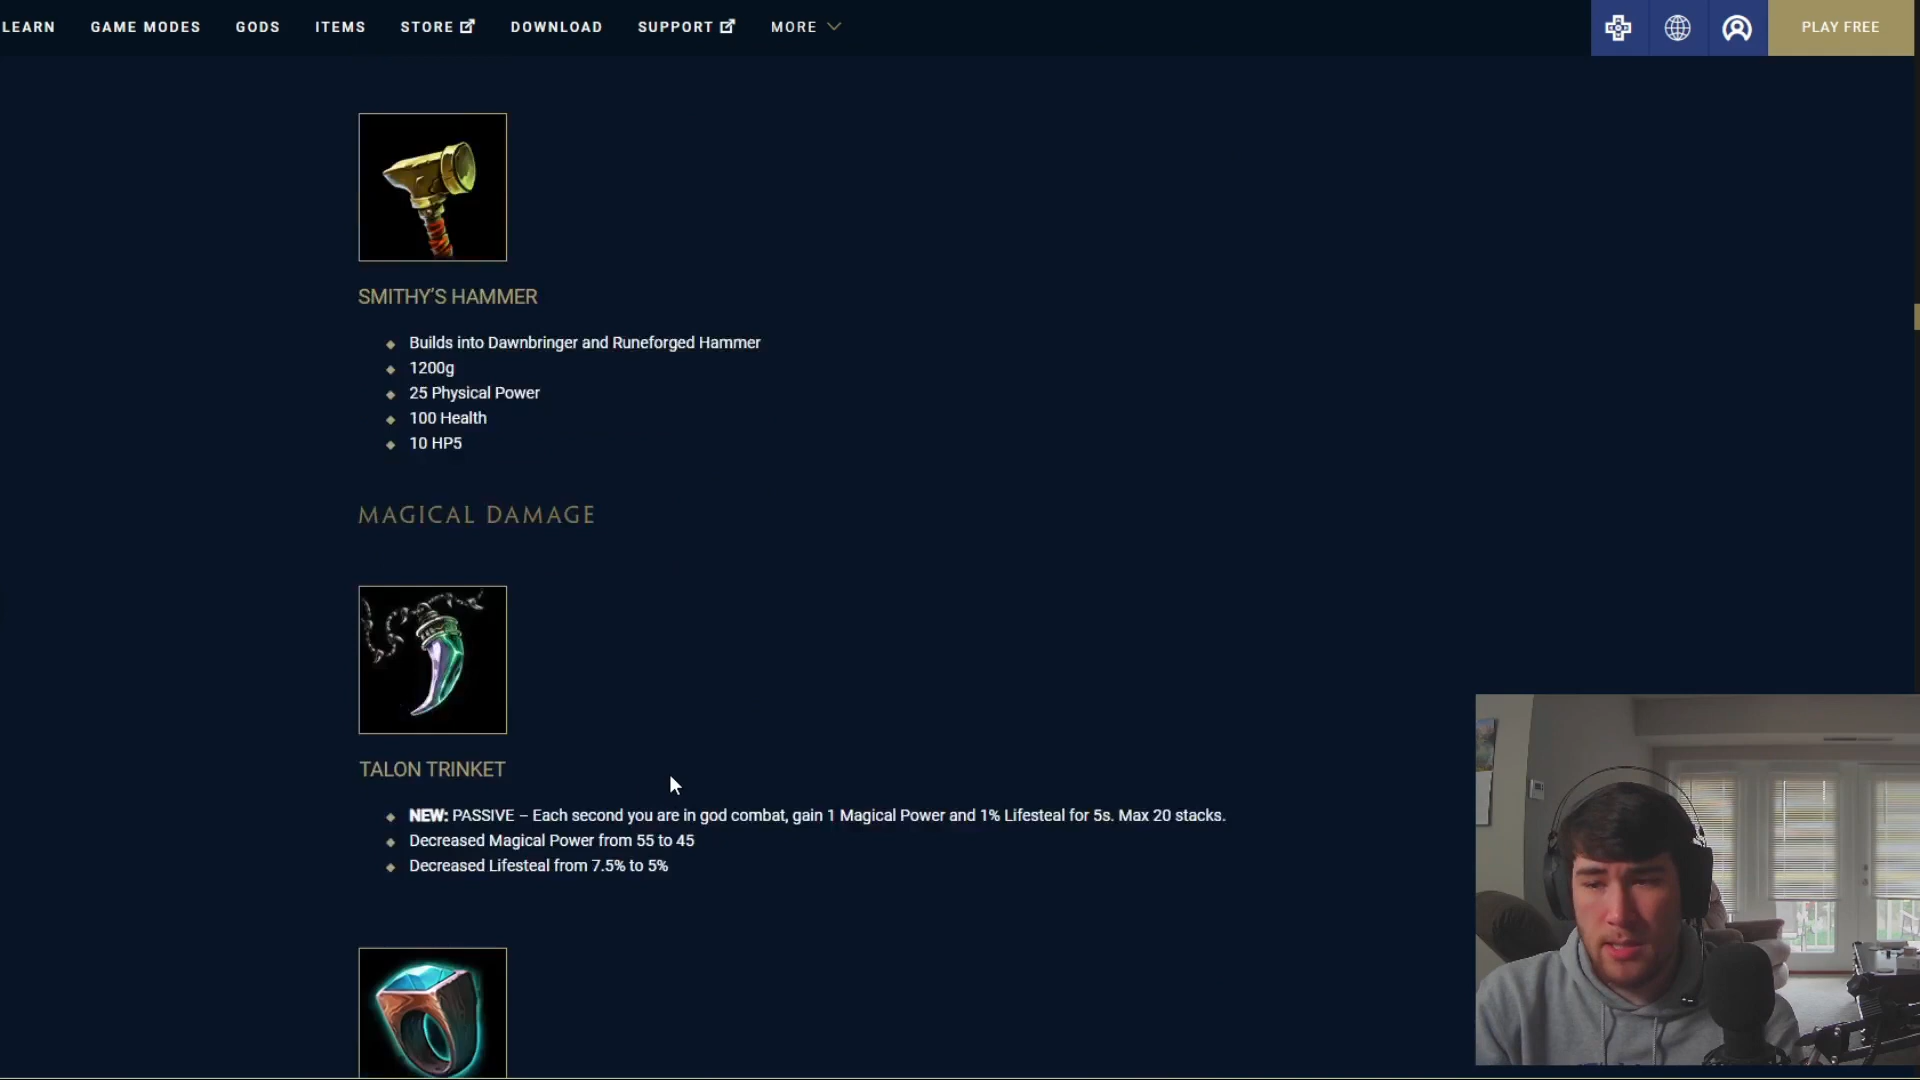 LEARN GAME MODES GODS ITEMS STORE DOWNLOAD SUPPORT MORE PLAY FREE
SMITHY'S HAMMER
Builds into Dawnbringer and Runeforged Hammer
1200g
25 Physical Power
100 Health
10 HP5
MAGICAL DAMAGE
TALON TRINKET
NEW: PASSIVE – Each second you are in god combat, gain 1 Magical Power and 1% Lifesteal for 5s. Max 20 stacks.
Decreased Magical Power from 55 to 45
Decreased Lifesteal from 7.5% to 5%